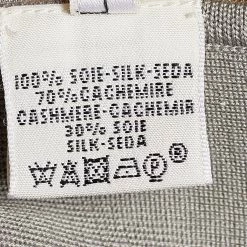 100% SOIE-SILK-SEDA
70% CACHEMIRE
CASHMERE-CACHEMIR
30% SOIE
SILK-SEDA
P
®